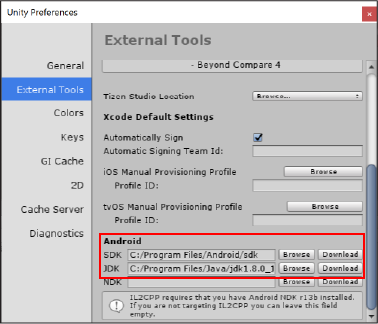 Unity Preferences
External Tools
General
- Beyond Compare 4
External Tools
Tizen Studio Location
Browse...
Colors
Xcode Default Settings
Keys
Automatically Sign
Automatic Signing Team Id:
GI Cache
iOS Manual Provisioning Profile
Browse
2D
Profile ID:
Cache Server
tvOS Manual Provisioning Profile
Browse
Profile ID:
Diagnostics
Android
SDK C:/Program Files/Android/sdk Browse Download
JDK C:/Program Files/Java/jdk1.8.0_1 Browse Download
NDK Browse Download
IL2CPP requires that you have Android NDK r13b installed.
If you are not targeting IL2CPP you can leave this field
empty.